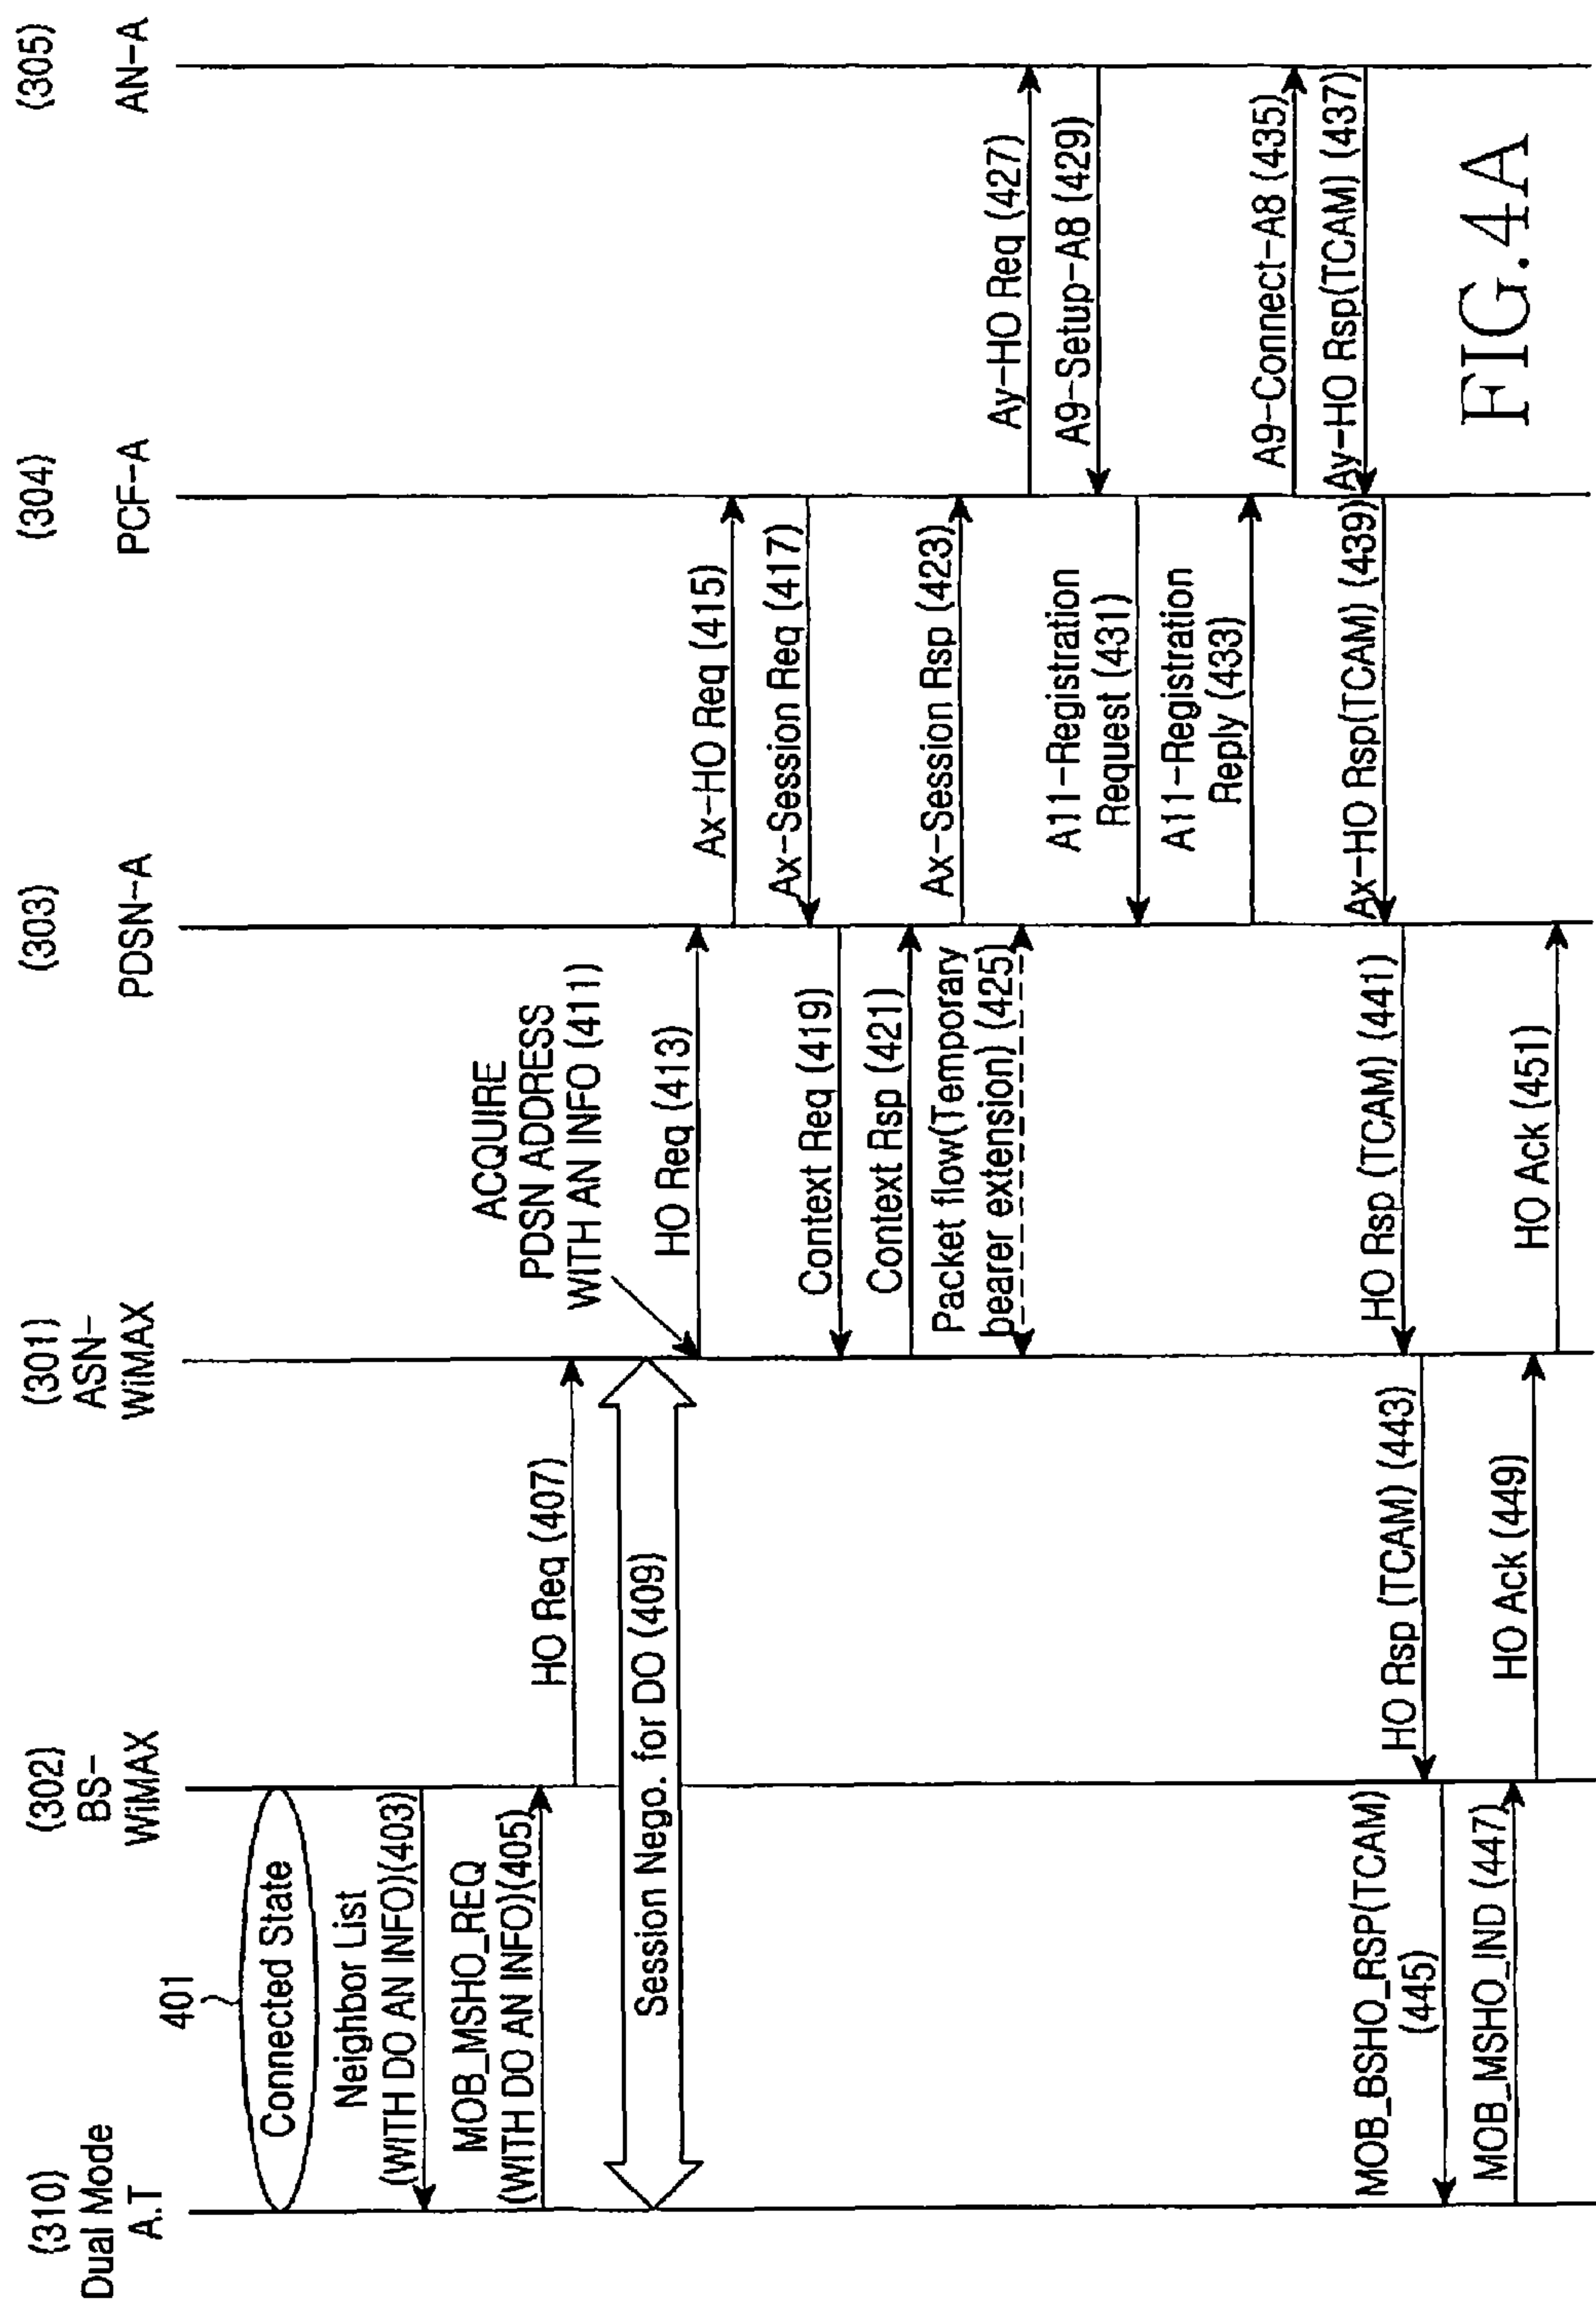 (310)
Dual Mode
A.T
(302)
BS-
WiMAX
(301)
ASN-
WiMAX
(303)
PDSN-A
(304)
PCF-A
(305)
AN-A
401
Connected State
Neighbor List
(WITH DO AN INFO)(403)
MOB_MSHO_REQ
(WITH DO AN INFO)(405)
HO Req (407)
Session Nego. for DO (409)
ACQUIRE
PDSN ADDRESS
WITH AN INFO (411)
HO Req (413)
Ax-HO Req (415)
Ax-Session Req (417)
Context Req (419)
Context Rsp (421)
Ax-Session Rsp (423)
Packet flow(Temporary
bearer extension) (425)
Ay-HO Req (427)
A9-Setup-A8 (429)
A11-Registration
Request (431)
A11-Registration
Reply (433)
A9-Connect-A8 (435)
Ay-HO Rsp(TCAM) (437)
Ax-HO Rsp(TCAM) (439)
HO Rsp (TCAM) (441)
HO Rsp (TCAM) (443)
MOB_BSHO_RSP(TCAM)
(445)
MOB_MSHO_IND (447)
HO Ack (449)
HO Ack (451)
FIG.4A